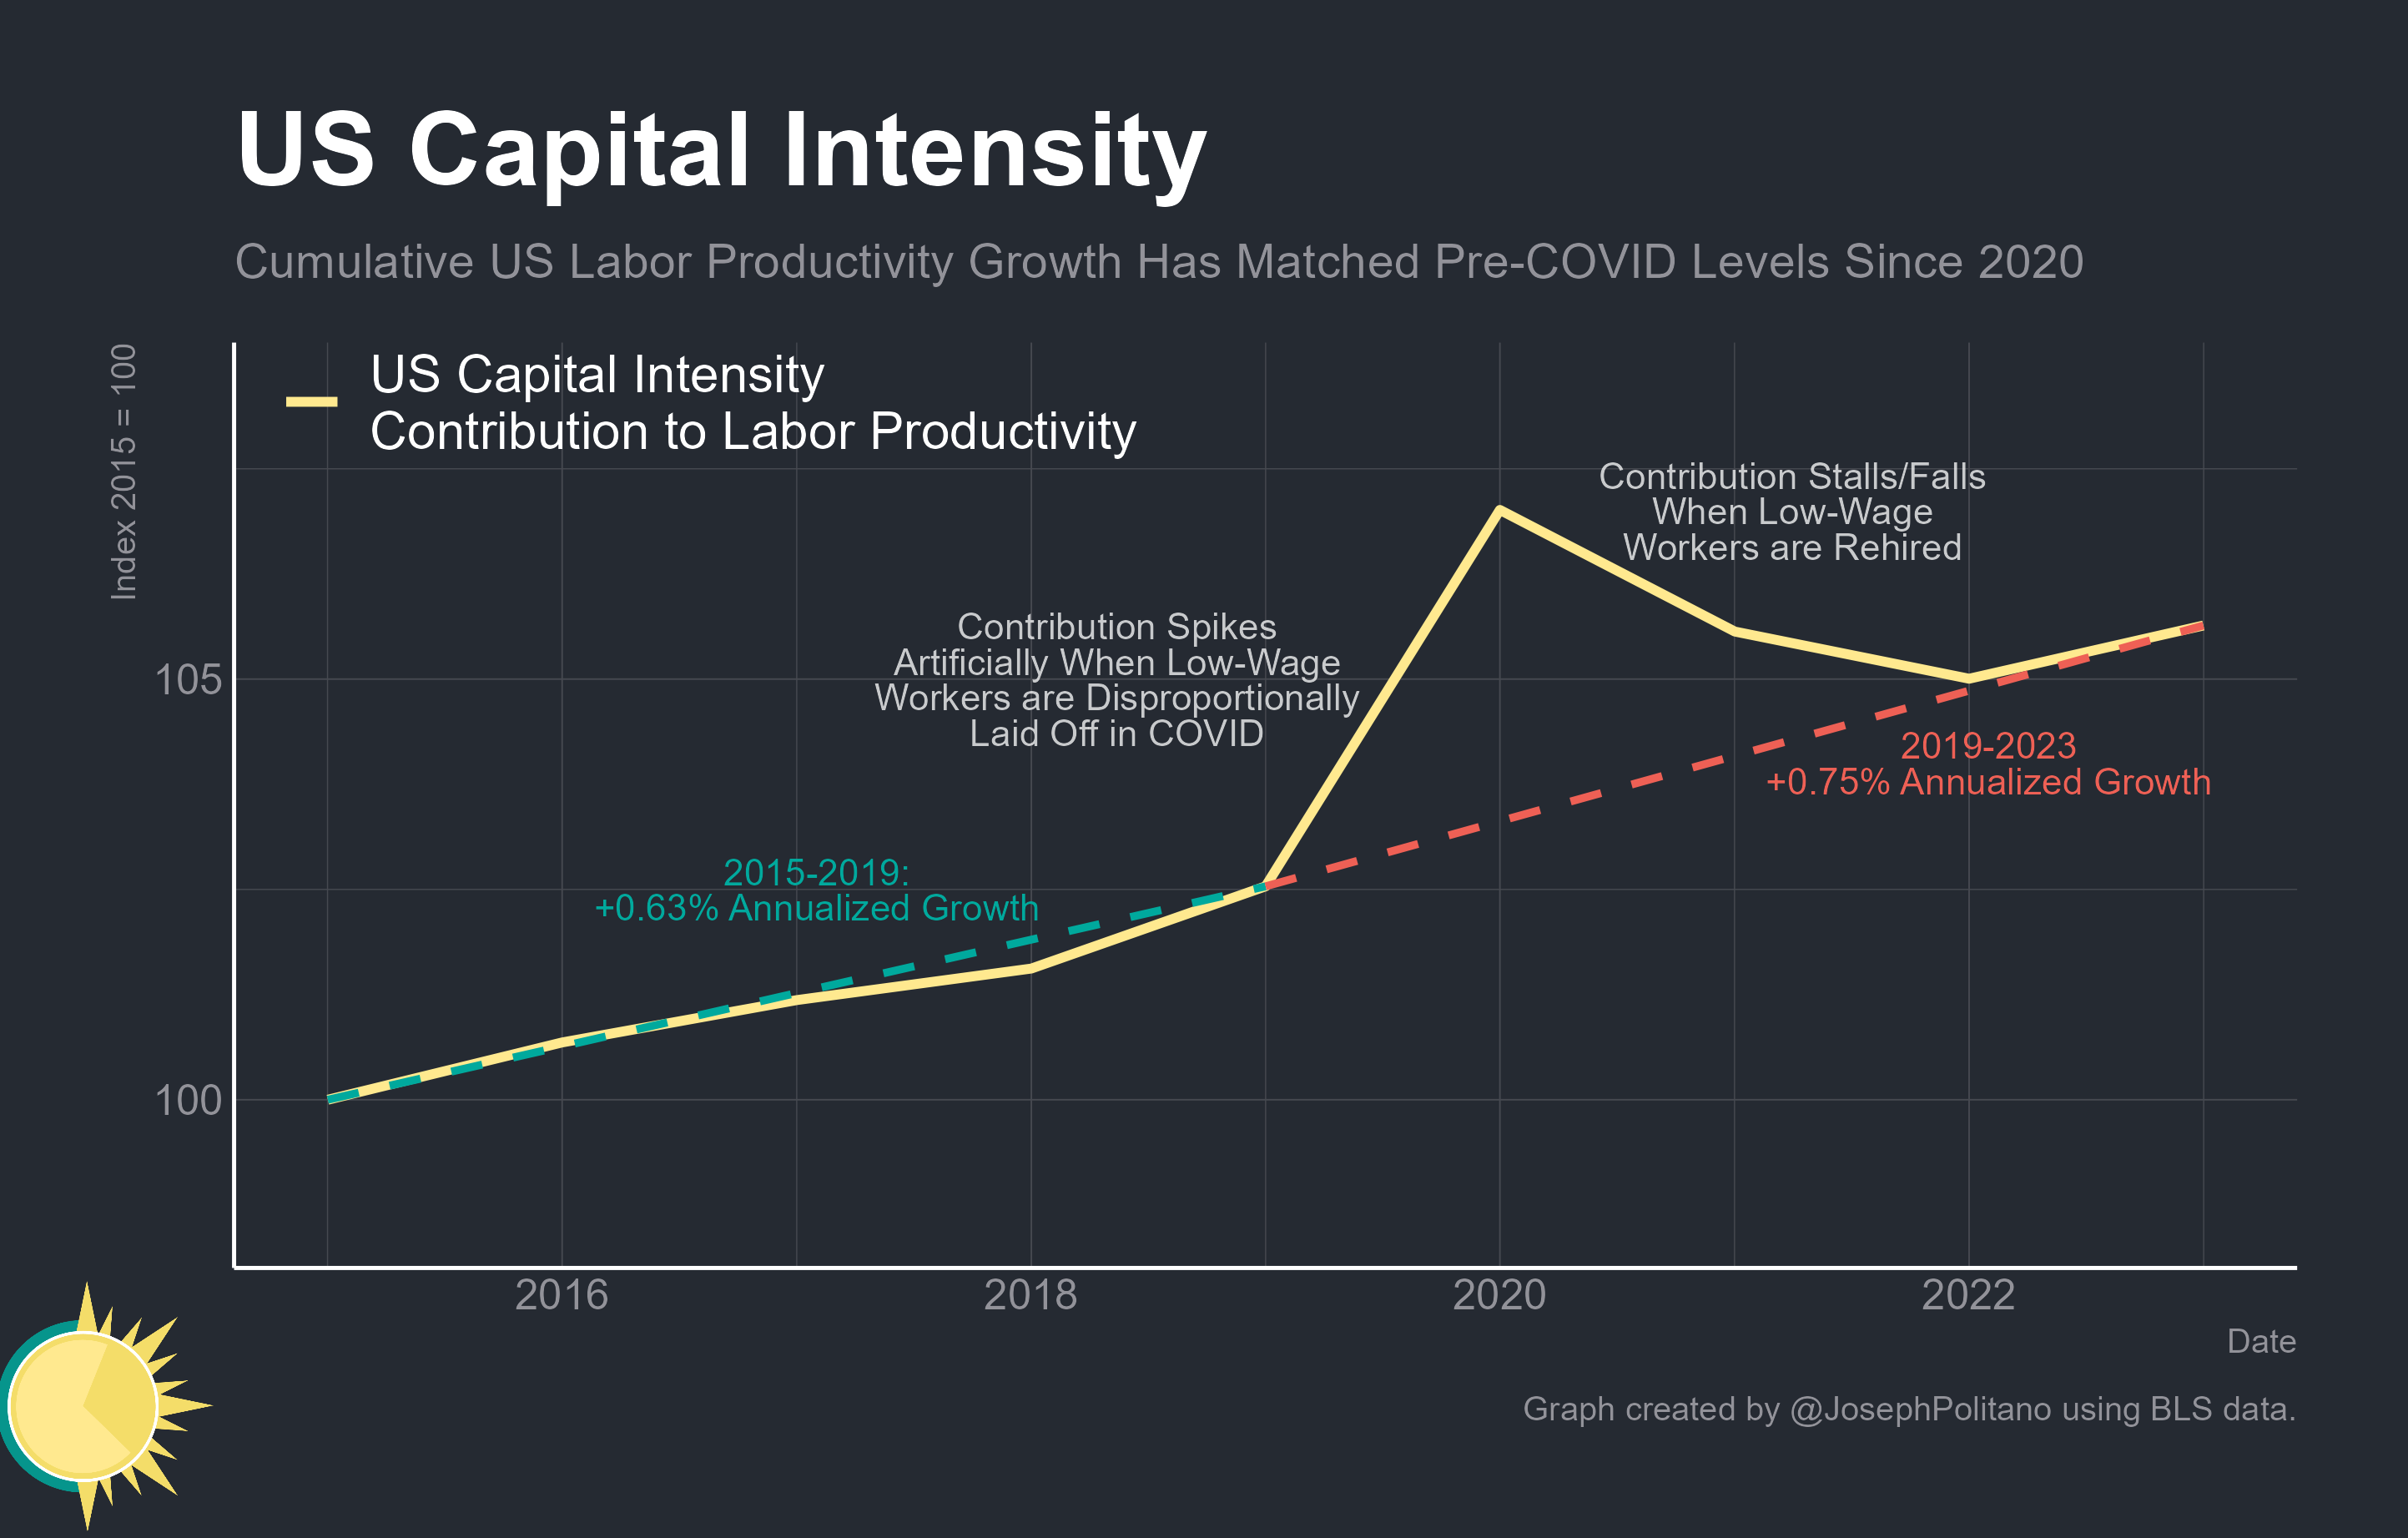 US Capital Intensity
Cumulative US Labor Productivity Growth Has Matched Pre-COVID Levels Since 2020
Index 2015 = 100
US Capital Intensity
Contribution to Labor Productivity
Contribution Stalls/Falls
When Low-Wage
Workers are Rehired
Contribution Spikes
Artificially When Low-Wage
Workers are Disproportionally
Laid Off in COVID
105
2019-2023
+0.75% Annualized Growth
2015-2019:
+0.63% Annualized Growth
100
2016
2018
2020
2022
Date
Graph created by @JosephPolitano using BLS data.